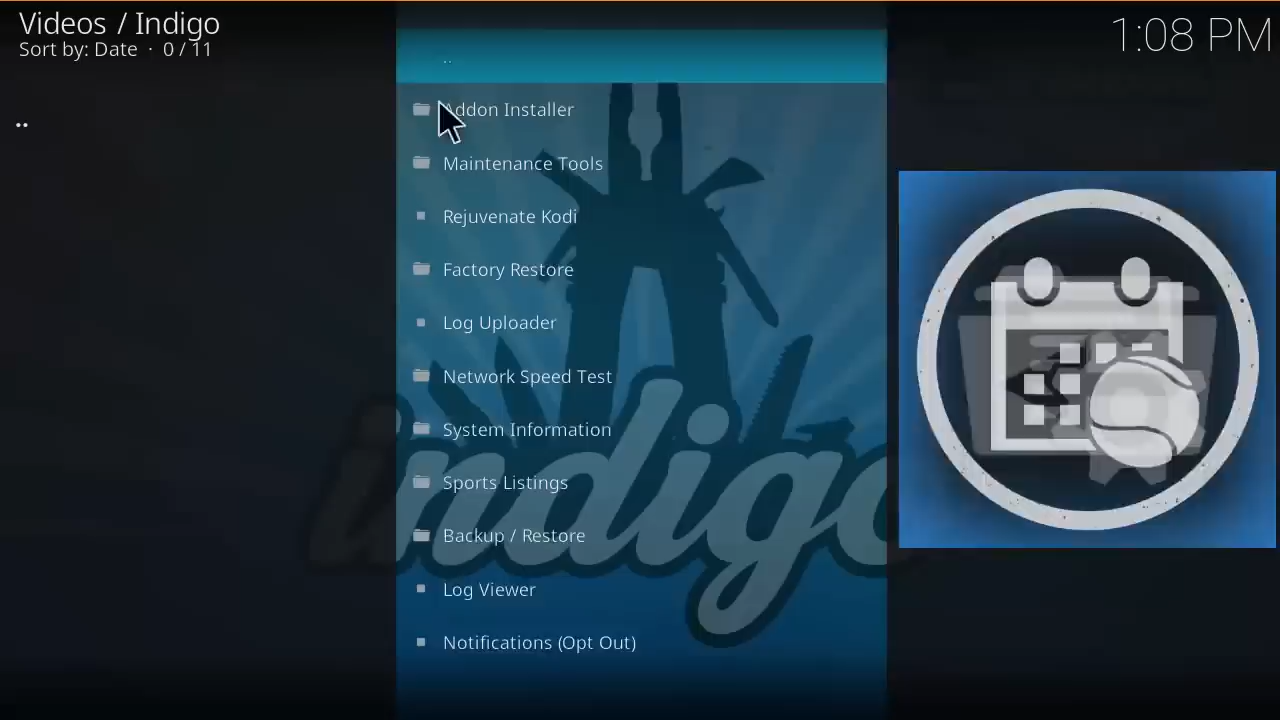 Videos / Indigo
Sort by: Date · 0 / 11
1:08 PM
..
..
Addon Installer
Maintenance Tools
Rejuvenate Kodi
Factory Restore
Log Uploader
Network Speed Test
System Information
Sports Listings
Backup / Restore
Log Viewer
Notifications (Opt Out)
indigo